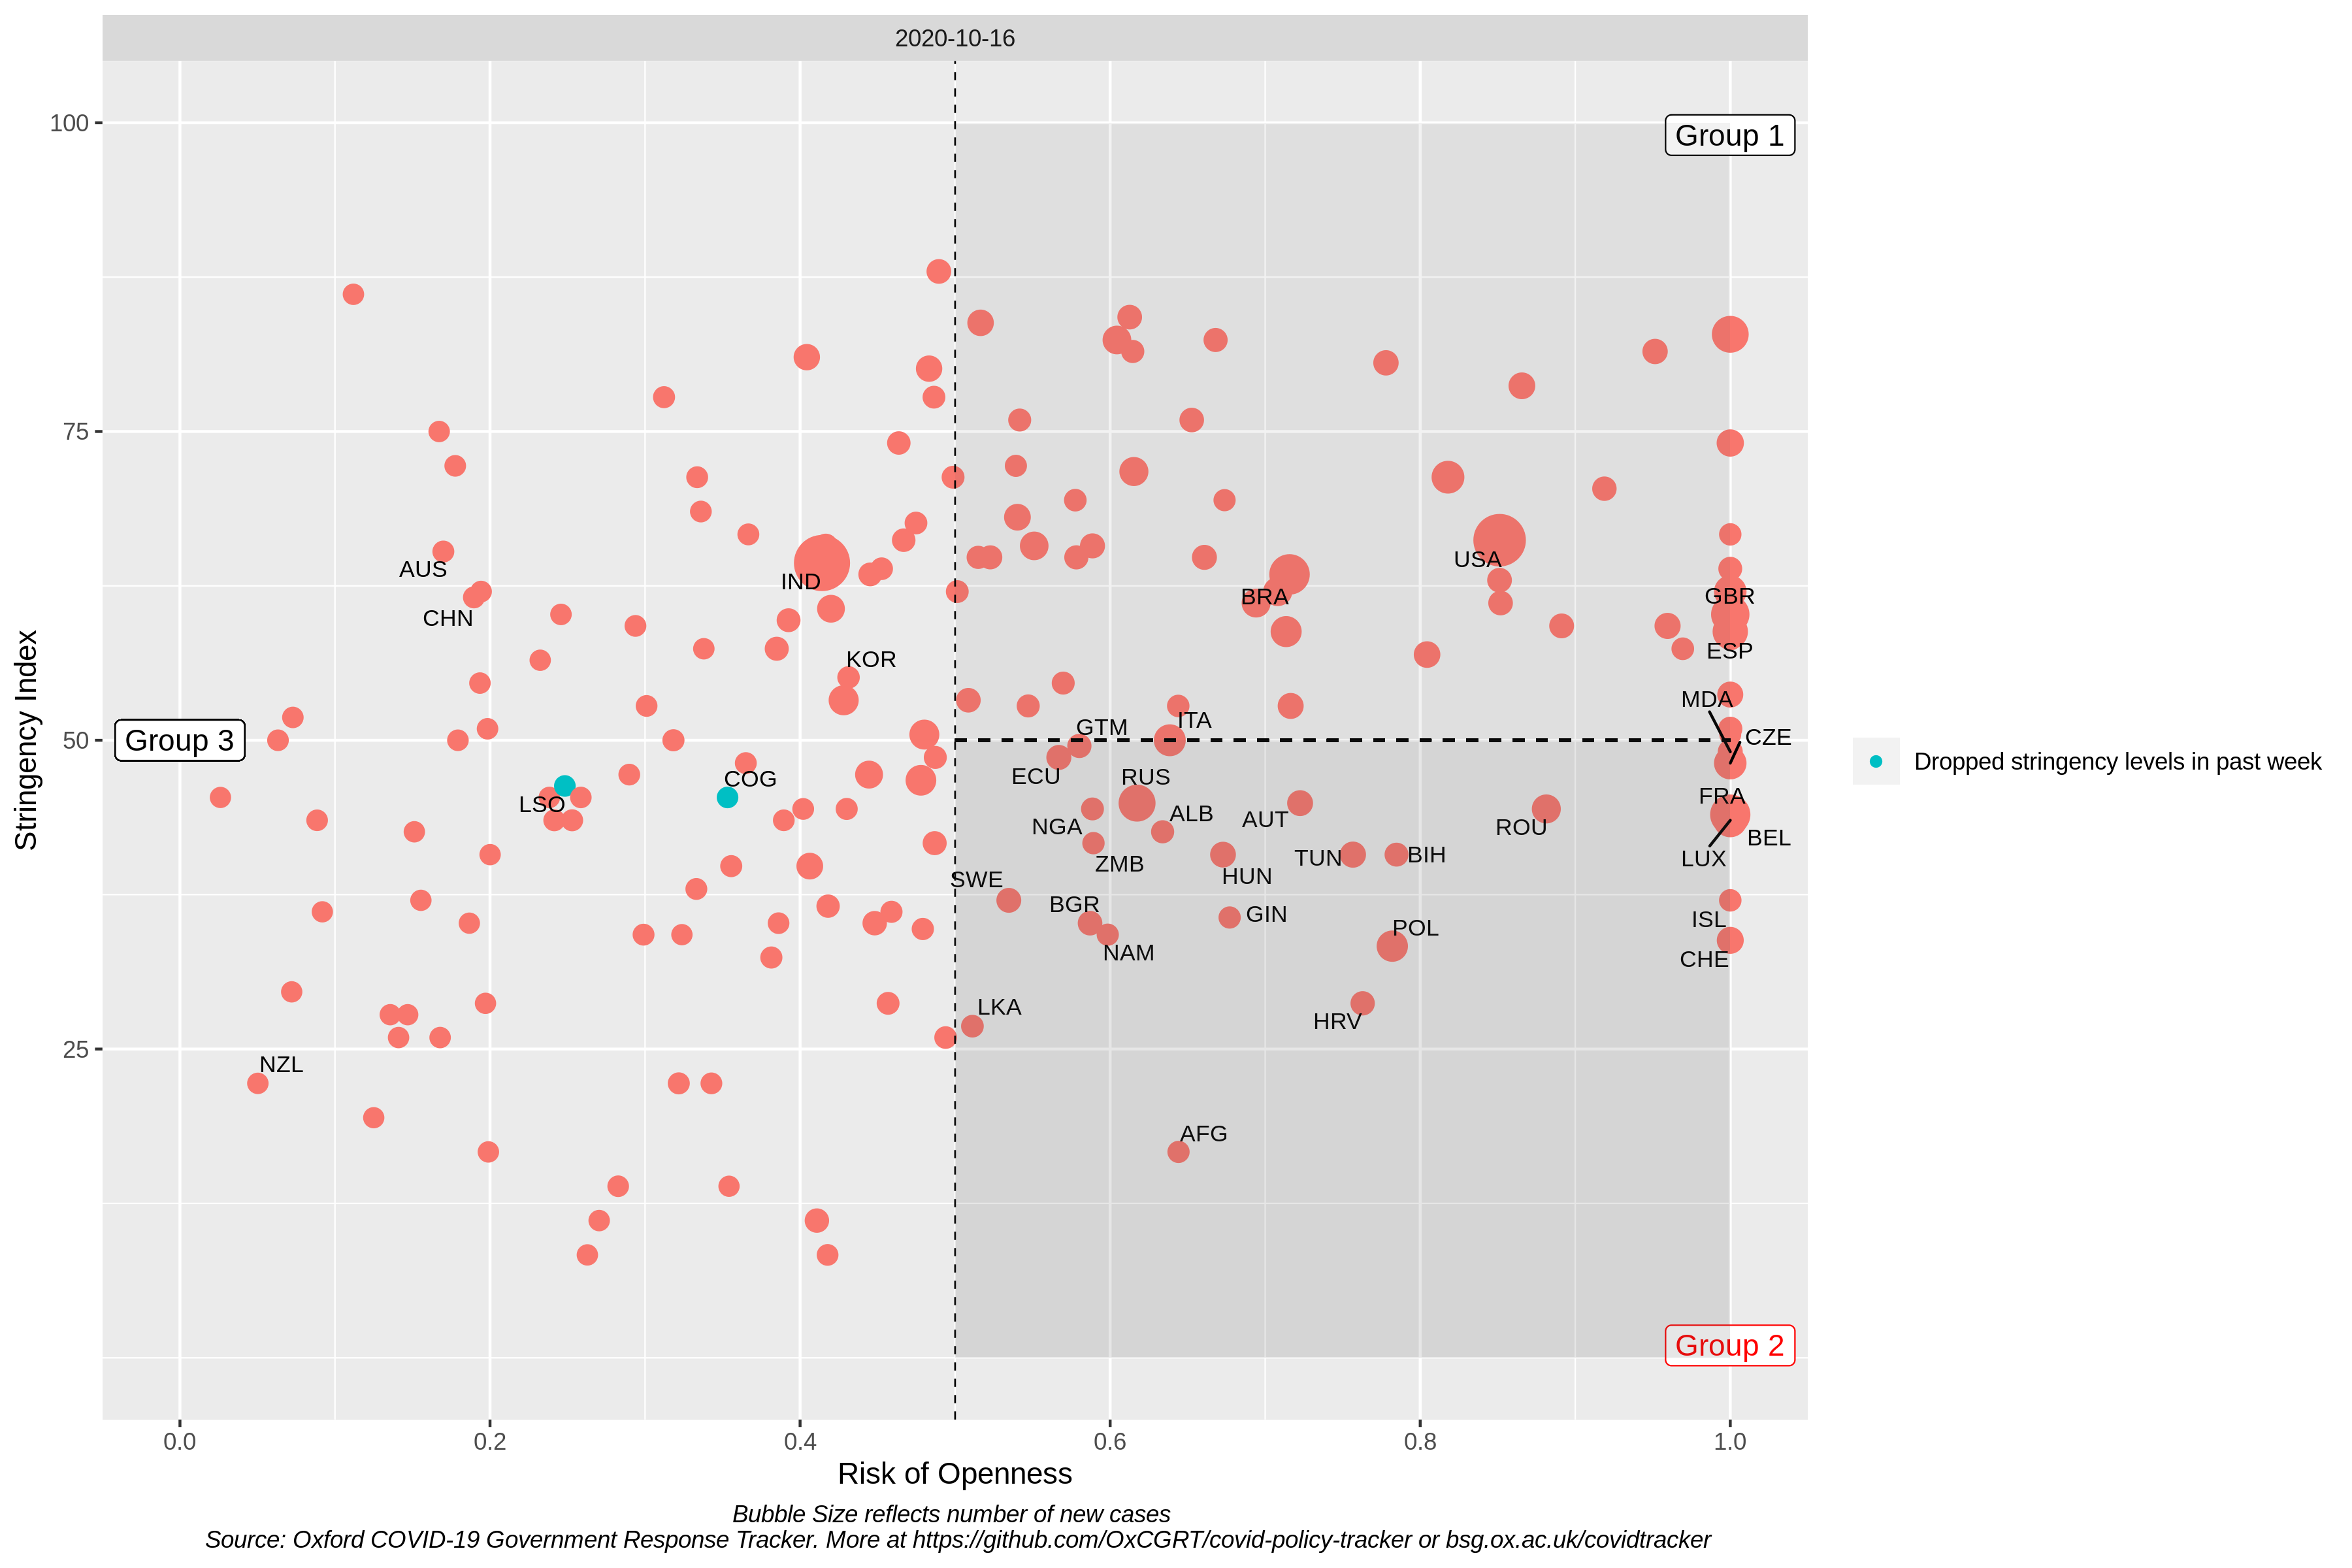 2020-10-16
100
Group 1
75
USA
AUS
IND
BRA
GBR
CHN
ESP
KOR
MDA
ITA
GTM
CZE
50
Group 3
Dropped stringency levels in past week
ECU
RUS
COG
FRA
LSO
ALB
AUT
NGA
ROU
BEL
TUN
BIH
LUX
ZMB
HUN
SWE
BGR
GIN
ISL
POL
NAM
CHE
LKA
HRV
25
NZL
AFG
Group 2
Stringency Index
0.0 0.2 0.4 0.6 0.8 1.0
Risk of Openness
Bubble Size reflects number of new cases
Source: Oxford COVID-19 Government Response Tracker. More at https://github.com/OxCGRT/covid-policy-tracker or bsg.ox.ac.uk/covidtracker